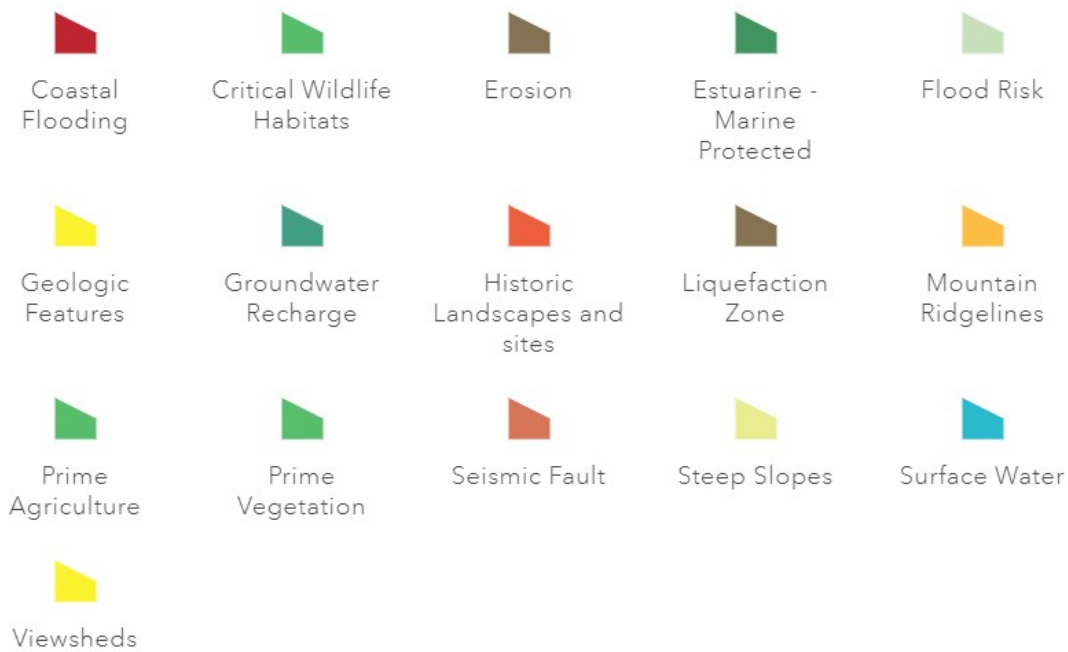 Coastal
Flooding
Critical Wildlife
Habitats
Erosion
Estuarine -
Marine
Protected
Flood Risk
Geologic
Features
Groundwater
Recharge
Historic
Landscapes and
sites
Liquefaction
Zone
Mountain
Ridgelines
Prime
Agriculture
Prime
Vegetation
Seismic Fault
Steep Slopes
Surface Water
Viewsheds